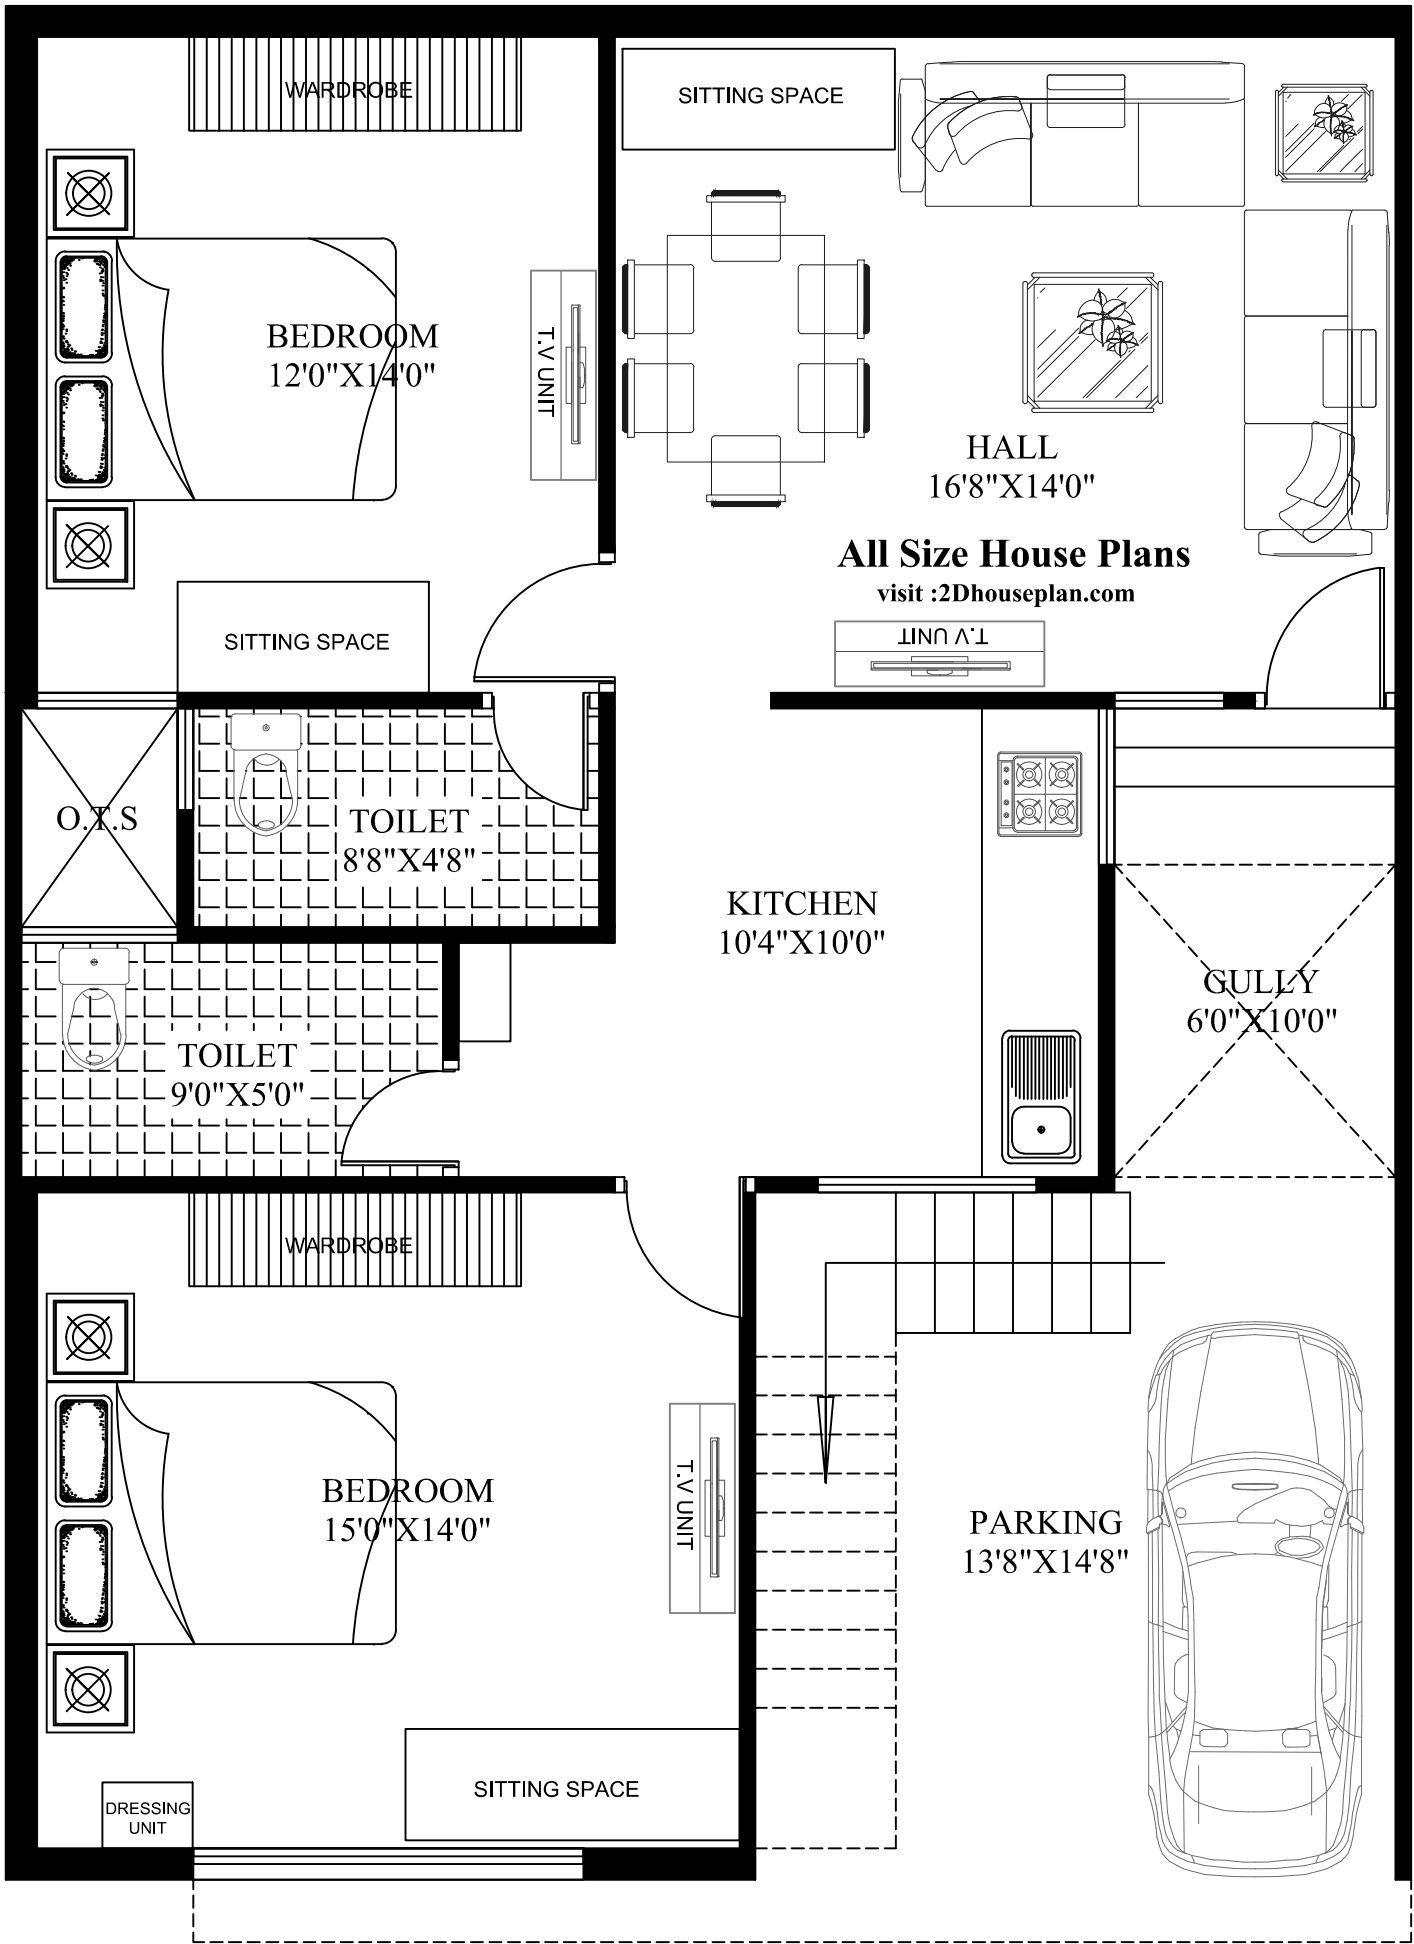 WARDROBE
SITTING SPACE
BEDROOM
12'0"X14'0"
T.V UNIT
HALL
16'8"X14'0"
All Size House Plans
visit :2Dhouseplan.com
SITTING SPACE
T.V UNIT
O.T.S
TOILET
8'8"X4'8"
KITCHEN
10'4"X10'0"
GULLY
6'0"X10'0"
TOILET
9'0"X5'0"
WARDROBE
BEDROOM
15'0"X14'0"
T.V UNIT
PARKING
13'8"X14'8"
SITTING SPACE
DRESSING
UNIT